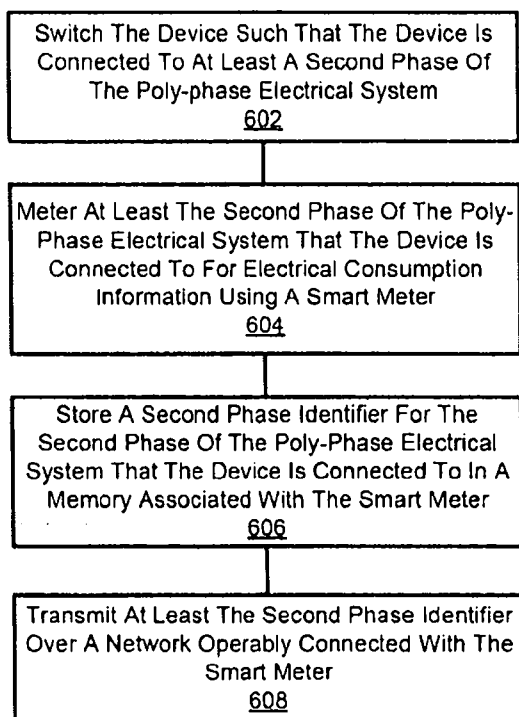 Switch The Device Such That The Device Is
Connected To At Least A Second Phase Of
The Poly-phase Electrical System
602
Meter At Least The Second Phase Of The Poly-
Phase Electrical System That The Device Is
Connected To For Electrical Consumption
Information Using A Smart Meter
604
Store A Second Phase Identifier For The
Second Phase Of The Poly-Phase Electrical
System That The Device Is Connected To In A
Memory Associated With The Smart Meter
606
Transmit At Least The Second Phase Identifier
Over A Network Operably Connected With The
Smart Meter
608